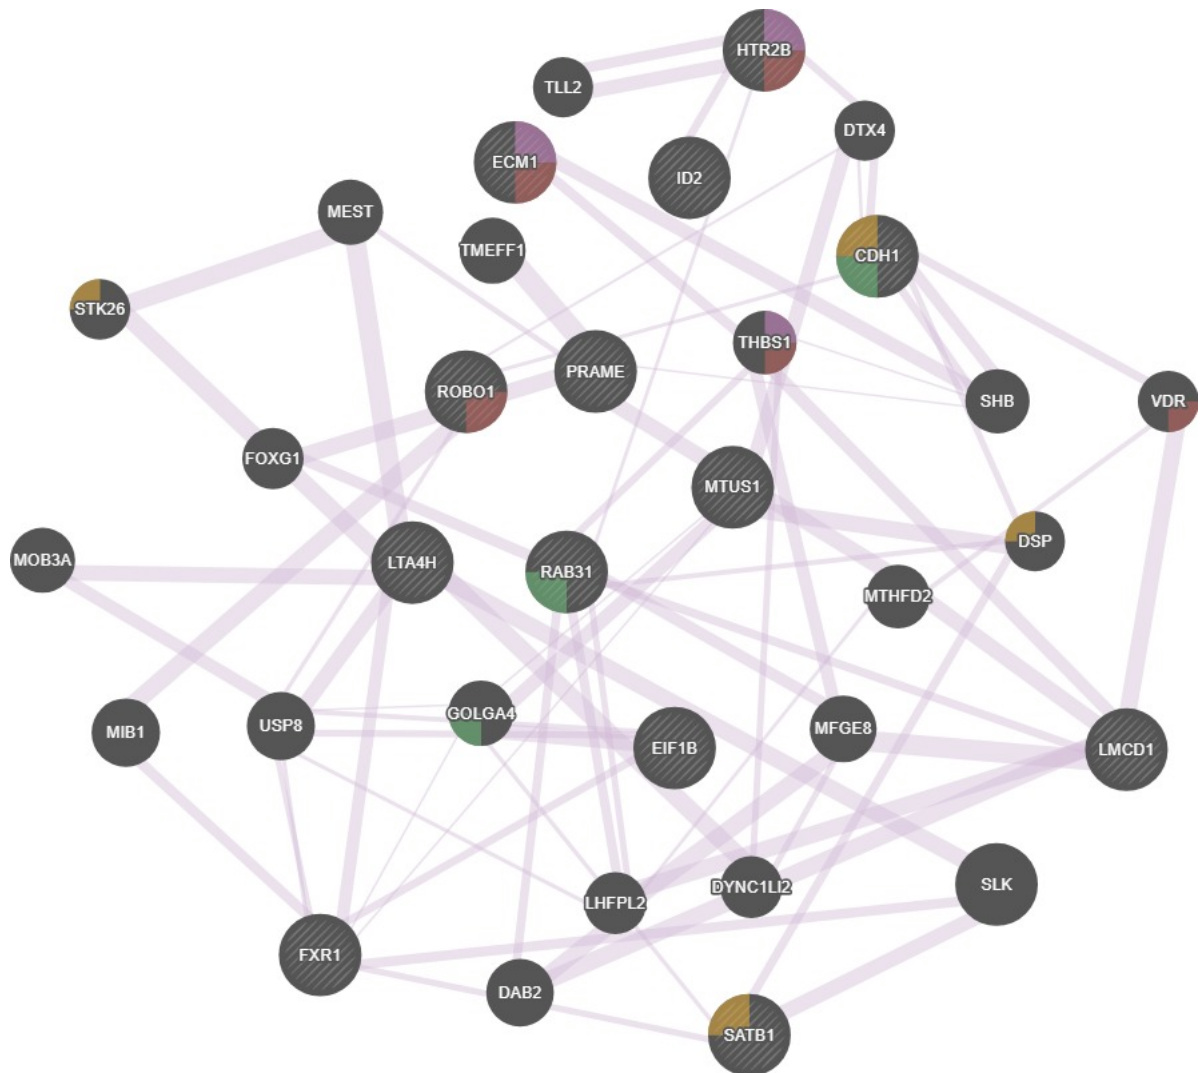 HTR2B
TLL2
DTX4
ECM1
ID2
MEST
TMEFF1
CDH1
STK26
THBS1
PRAME
ROBO1
SHB
VDR
FOXG1
MTUS1
DSP
MOB3A
LTA4H
RAB31
MTHFD2
GOLGA4
USP8
MFGE8
MIB1
EIF1B
LMCD1
SLK
DYNC1LI2
LHFPL2
FXR1
DAB2
SATB1